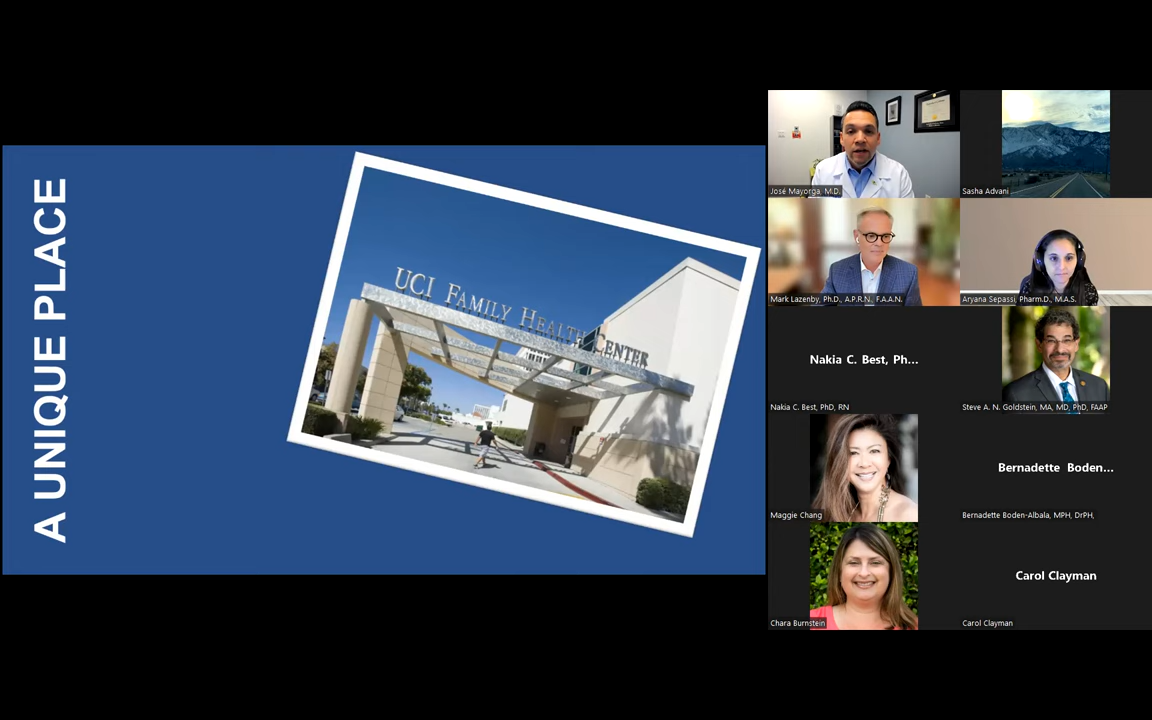 A UNIQUE PLACE
UCI FAMILY HEALTH CENTER
José Mayorga, M.D.
Sasha Advani
Mark Lazenby, Ph.D., A.P.R.N., F.A.A.N.
Aryana Sepassi, Pharm.D., M.A.S.
Nakia C. Best, Ph...
Nakia C. Best, PhD, RN
Steve A. N. Goldstein, MA, MD, PhD, FAAP
Maggie Chang
Bernadette Boden...
Bernadette Boden-Albala, MPH, DrPH,
Chara Burnstein
Carol Clayman
Carol Clayman